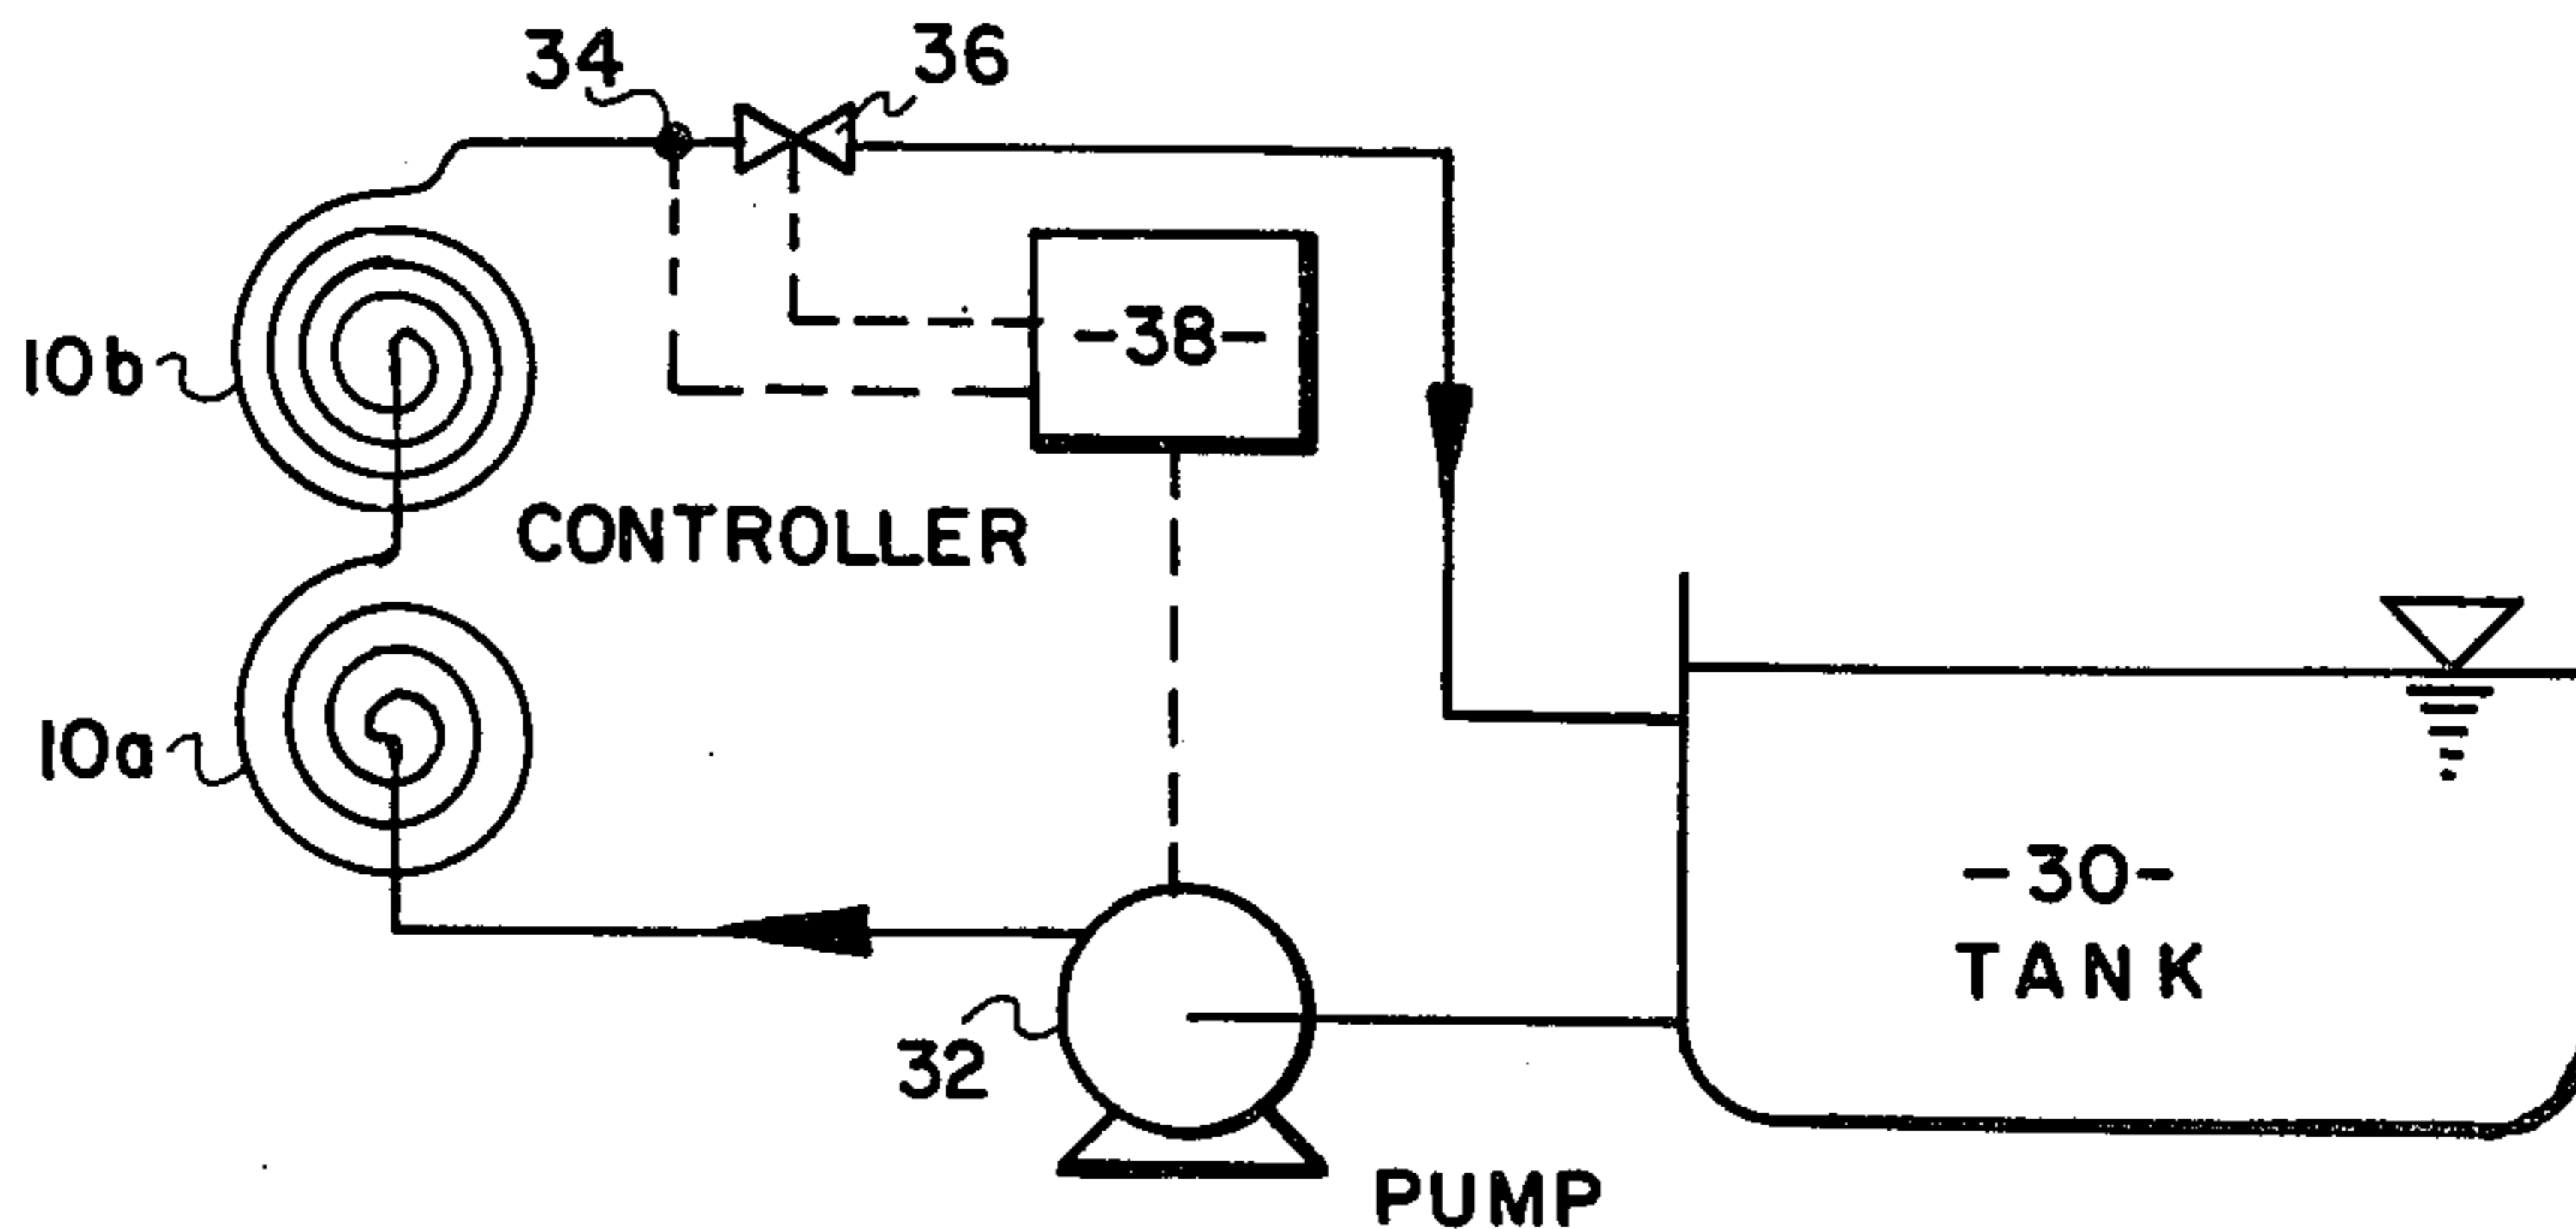 34
36
10b
-38-
CONTROLLER
10a
-30-
TANK
32
PUMP